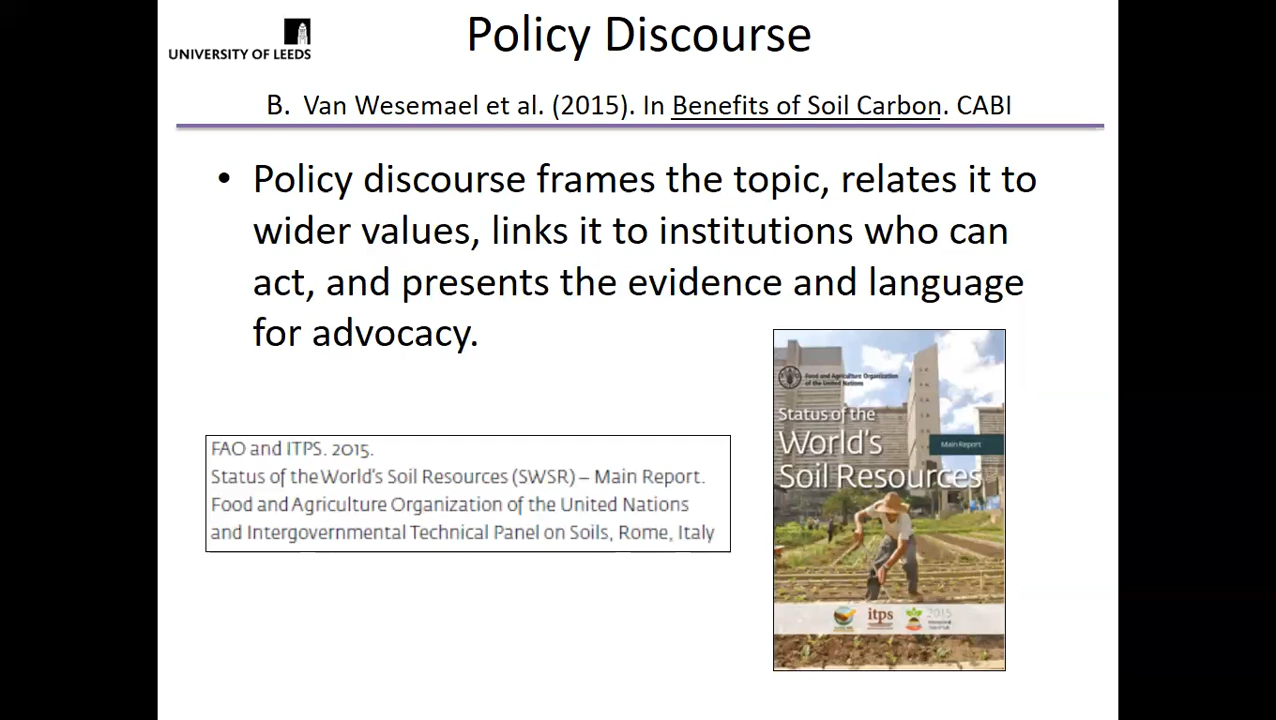 UNIVERSITY OF LEEDS
Policy Discourse
B. Van Wesemael et al. (2015). In Benefits of Soil Carbon. CABI
• Policy discourse frames the topic, relates it to
wider values, links it to institutions who can
act, and presents the evidence and language
for advocacy.
FAO and ITPS. 2015.
Status of the World's Soil Resources (SWSR) – Main Report.
Food and Agriculture Organization of the United Nations
and Intergovernmental Technical Panel on Soils, Rome, Italy
Food and Agriculture Organization
of the United Nations
Status of the
World's
Main Report
Soil Resources
itps
2015